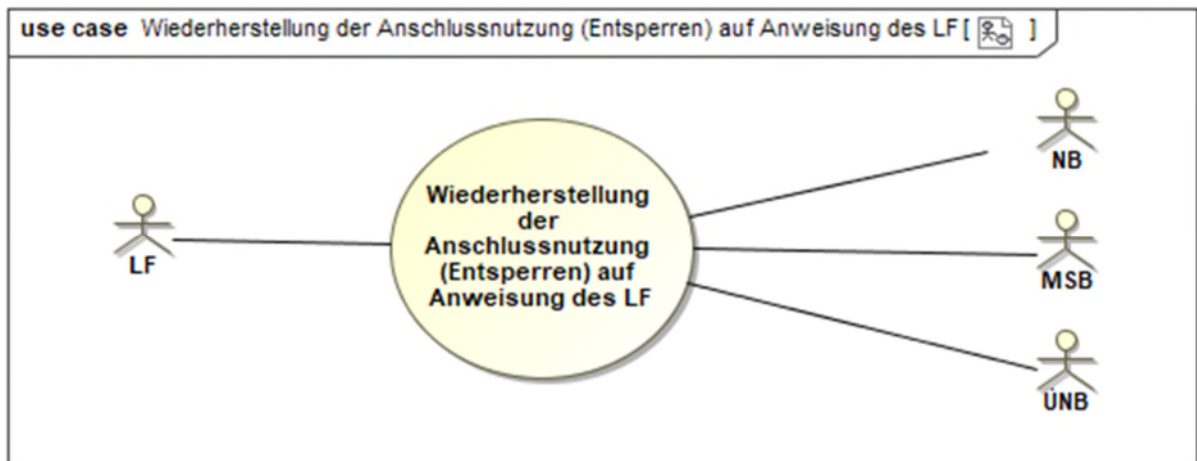 use case Wiederherstellung der Anschlussnutzung (Entsperren) auf Anweisung des LF [ ]
NB
Wiederherstellung
der
Anschlussnutzung
(Entsperren) auf
Anweisung des LF
LF
MSB
ÜNB